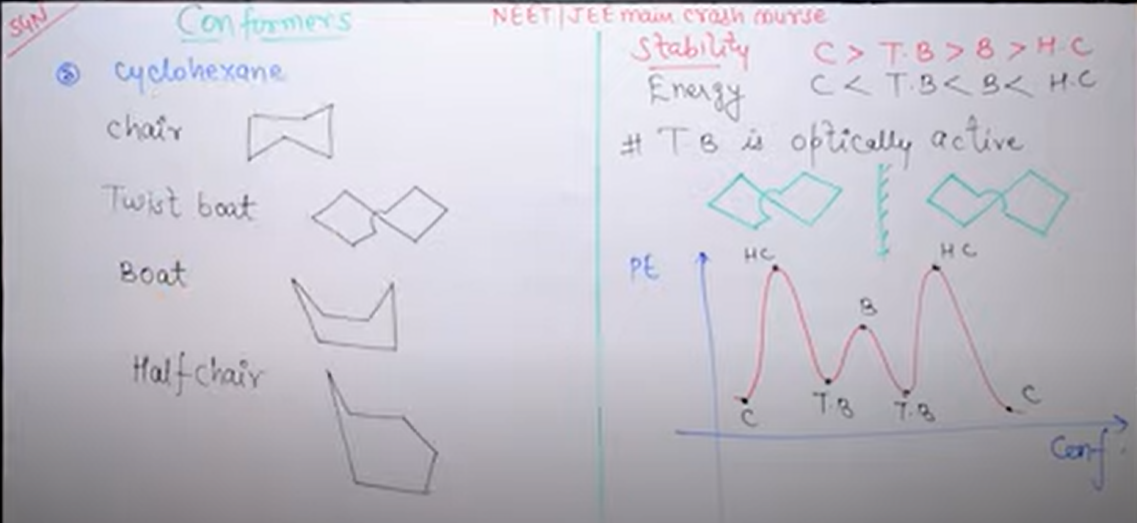 SGN
Conformers
NEET | JEE main crash course
⑧ cyclohexane
chair
Twist boat
Boat
Half chair
Stability C > T.B > B > H.C
Energy C < T.B < B < H.C
# T B is optically active
PE
HC
HC
B
C
T.B
T.B
C
Conf.